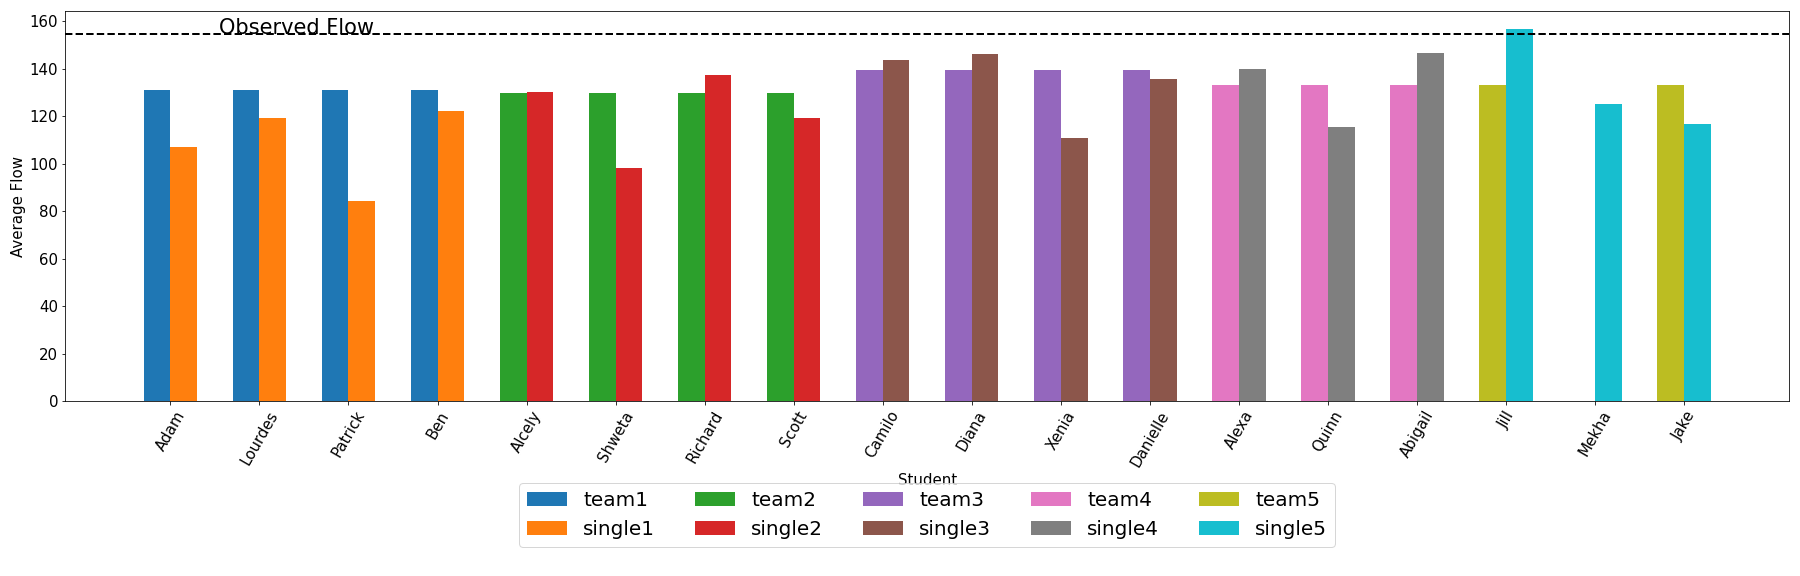 Observed Flow
160
140
120
100
80
60
40
20
0
Average Flow
Adam
Lourdes
Patrick
Ben
Alcely
Shweta
Richard
Scott
Camilo
Diana
Xenia
Danielle
Alexa
Quinn
Abigail
Jill
Mekha
Jake
Student
team1 team2 team3 team4 team5
single1 single2 single3 single4 single5